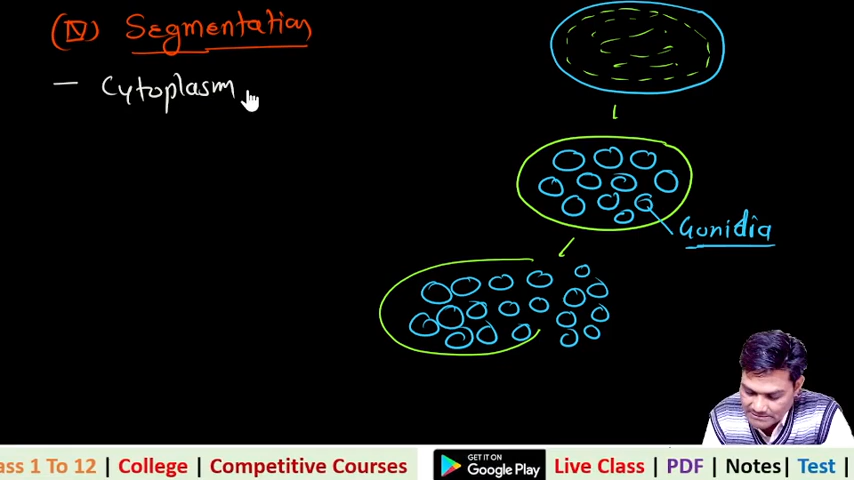 (IV) Segmentation
— Cytoplasm
Gonidia
ass 1 To 12 | College | Competitive Courses GET IT ON Google Play Live Class | PDF | Notes| Test |